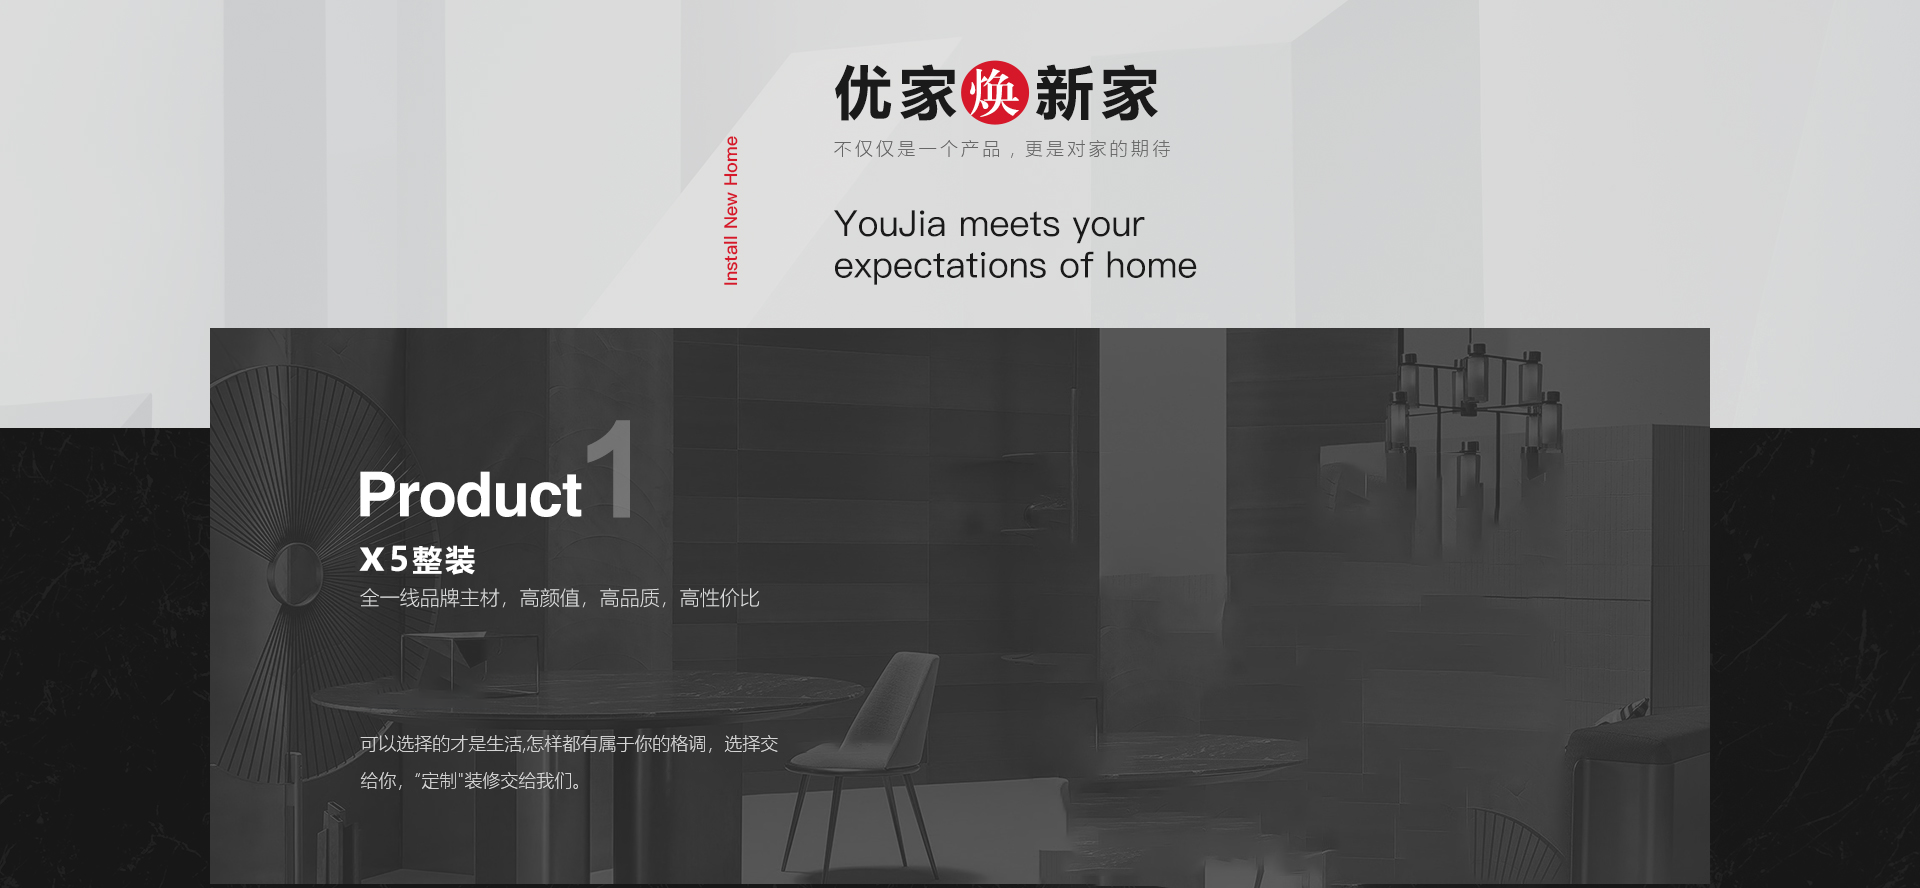 优家焕新家
不仅仅是一个产品，更是对家的期待
Install New Home
YouJia meets your
expectations of home
Product 1
X5整装
全一线品牌主材，高颜值，高品质，高性价比
可以选择的才是生活,怎样都有属于你的格调，选择交
给你，“定制"装修交给我们。